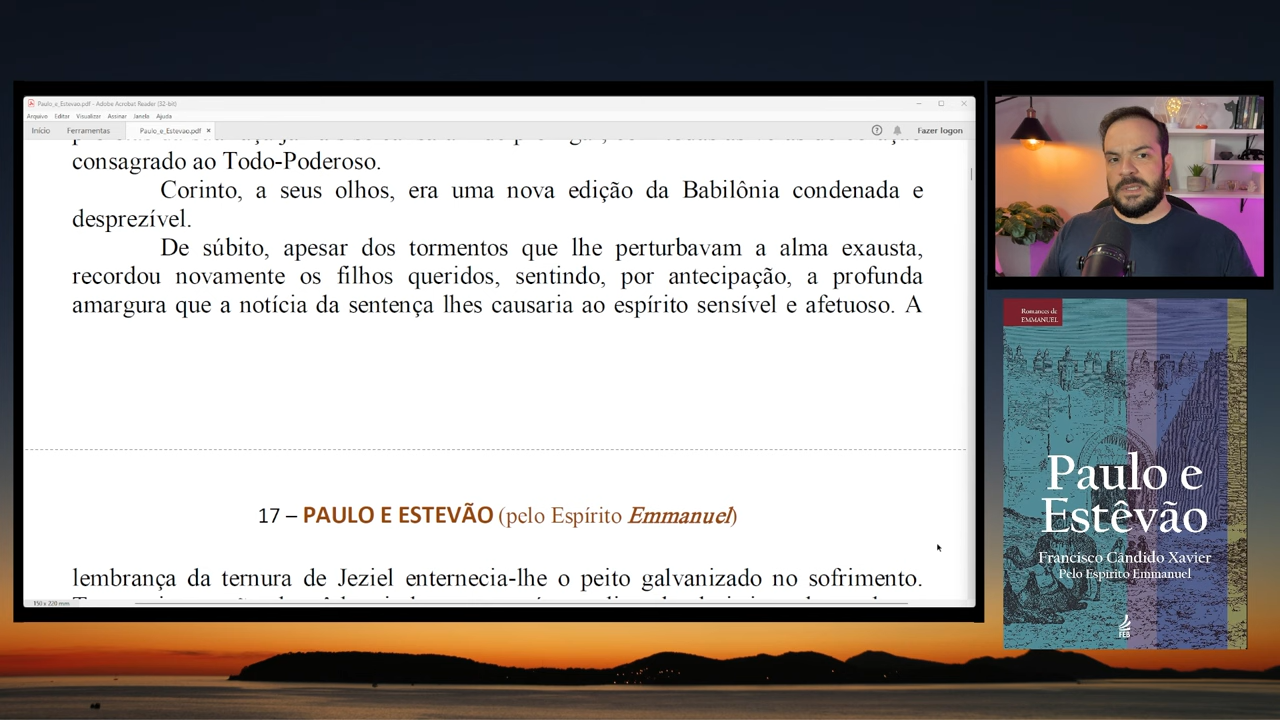 Paulo_e_Estevao.pdf - Adobe Acrobat Reader (32-bit)
Arquivo Editar Visualizar Assinar Janela Ajuda
Início Ferramentas Paulo_e_Estevao.pdf × Fazer logon
consagrado ao Todo-Poderoso.
Corinto, a seus olhos, era uma nova edição da Babilônia condenada e
desprezível.
De súbito, apesar dos tormentos que lhe perturbavam a alma exausta,
recordou novamente os filhos queridos, sentindo, por antecipação, a profunda
amargura que a notícia da sentença lhes causaria ao espírito sensível e afetuoso. A
17 – PAULO E ESTEVÃO (pelo Espírito Emmanuel)
lembrança da ternura de Jeziel enternecia-lhe o peito galvanizado no sofrimento.
150 x 220 mm
Romances de
EMMANUEL
Paulo e
Estêvão
Francisco Cândido Xavier
Pelo Espírito Emmanuel
FEB